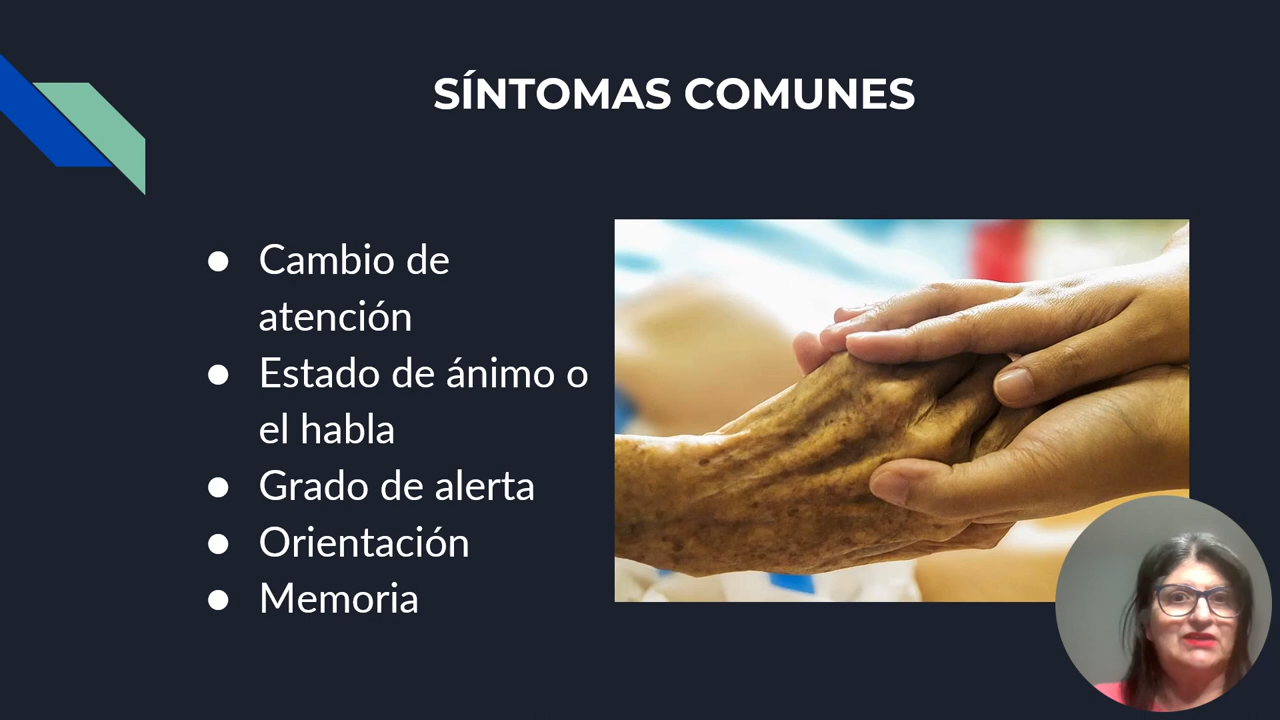 SÍNTOMAS COMUNES
● Cambio de
atención
● Estado de ánimo o
el habla
● Grado de alerta
● Orientación
● Memoria